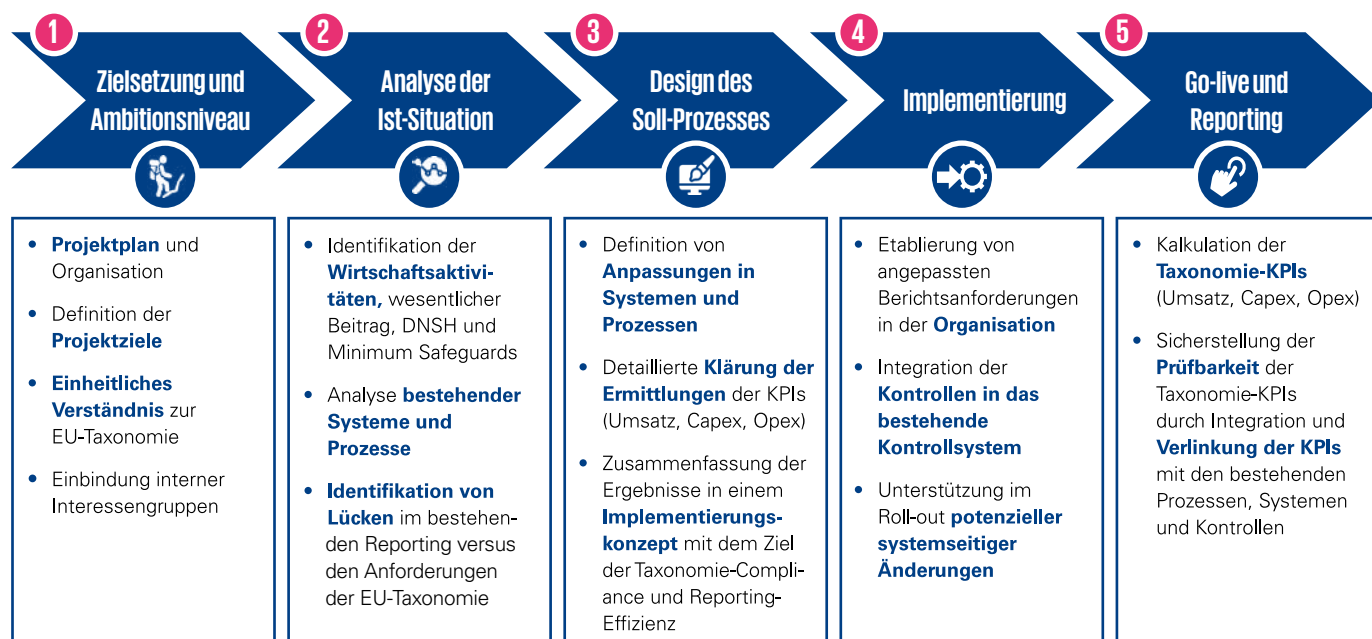 1
Zielsetzung und
Ambitionsniveau
2
Analyse der
Ist-Situation
3
Design des
Soll-Prozesses
4
Implementierung
5
Go-live und
Reporting
• Projektplan und
Organisation
• Definition der
Projektziele
• Einheitliches
Verständnis zur
EU-Taxonomie
• Einbindung interner
Interessengruppen
• Identifikation der
Wirtschaftsaktivi-
täten, wesentlicher
Beitrag, DNSH und
Minimum Safeguards
• Analyse bestehender
Systeme und
Prozesse
• Identifikation von
Lücken im bestehen-
den Reporting versus
den Anforderungen
der EU-Taxonomie
• Definition von
Anpassungen in
Systemen und
Prozessen
• Detaillierte Klärung der
Ermittlungen der KPIs
(Umsatz, Capex, Opex)
• Zusammenfassung der
Ergebnisse in einem
Implementierungs-
konzept mit dem Ziel
der Taxonomie-Compli-
ance und Reporting-
Effizienz
• Etablierung von
angepassten
Berichtsanforderungen
in der Organisation
• Integration der
Kontrollen in das
bestehende
Kontrollsystem
• Unterstützung im
Roll-out potenzieller
systemseitiger
Änderungen
• Kalkulation der
Taxonomie-KPIs
(Umsatz, Capex, Opex)
• Sicherstellung der
Prüfbarkeit der
Taxonomie-KPIs
durch Integration und
Verlinkung der KPIs
mit den bestehenden
Prozessen, Systemen
und Kontrollen